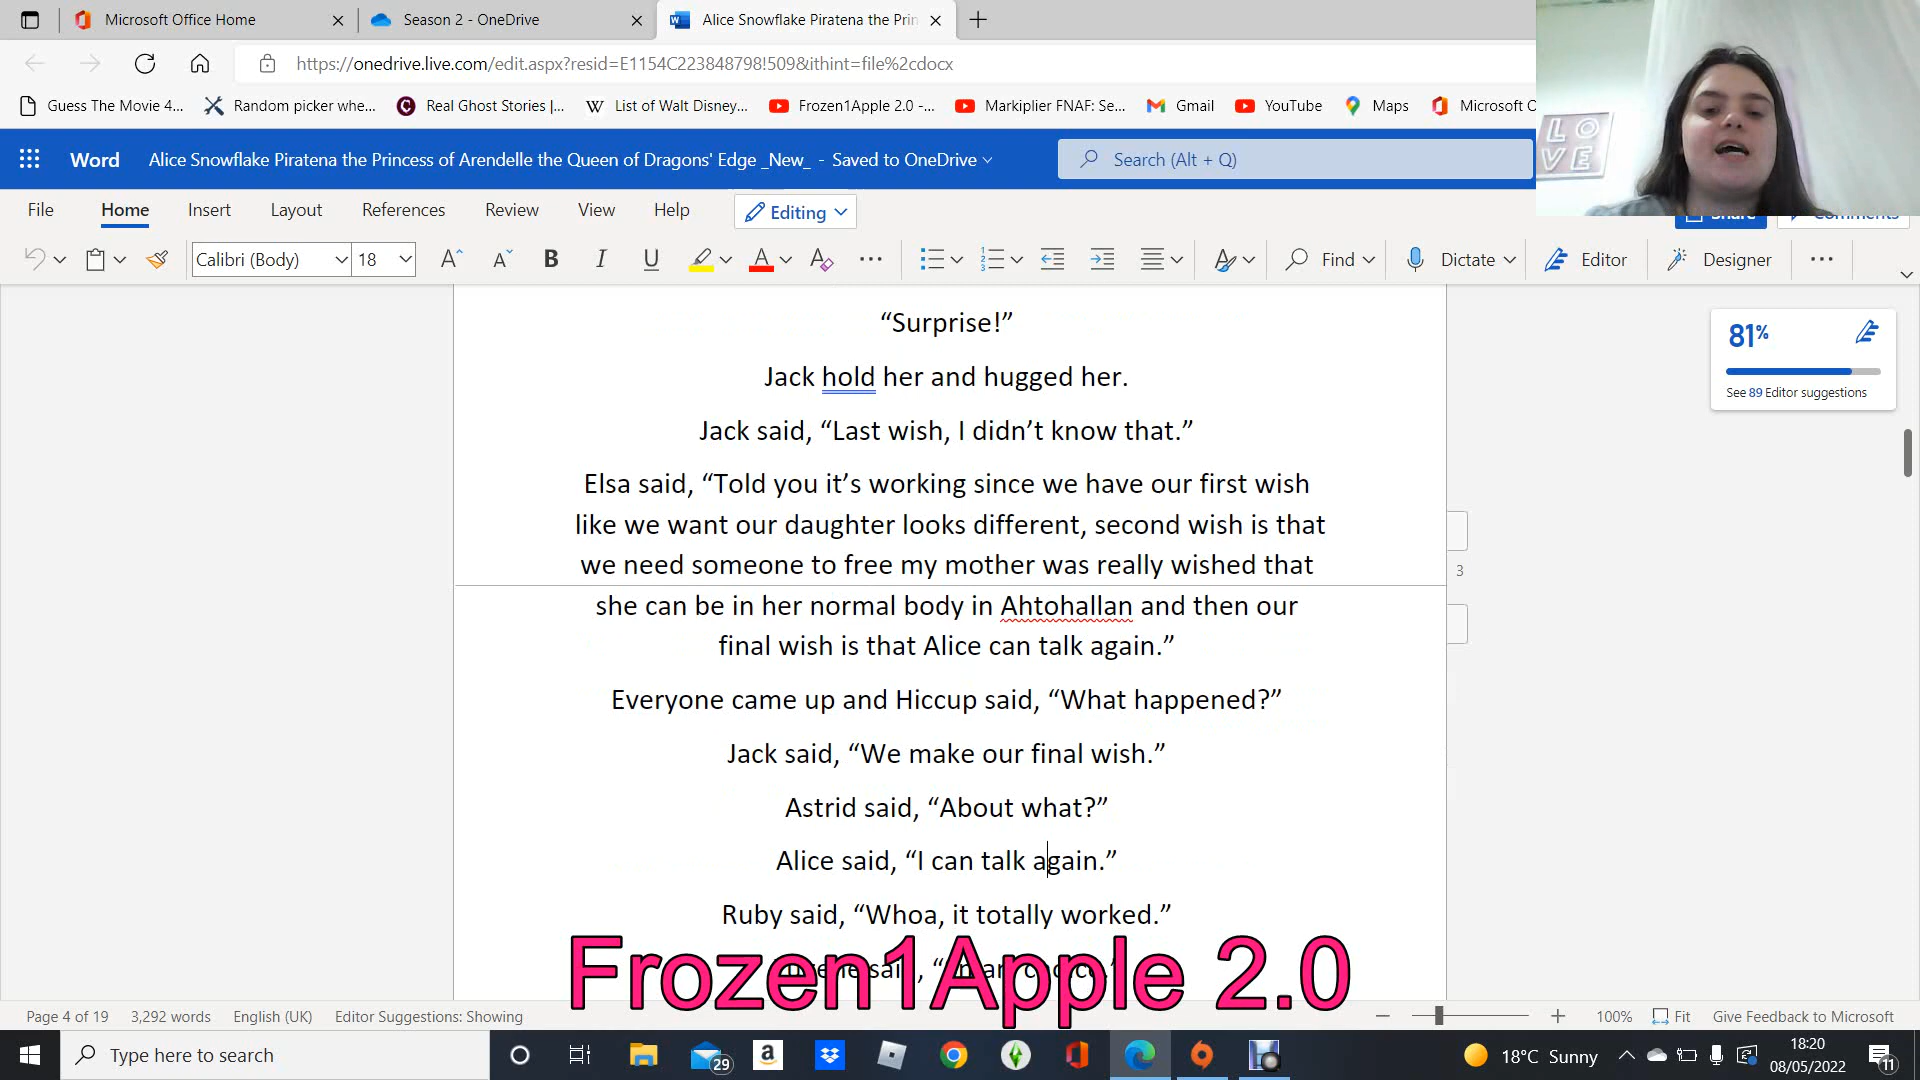 Microsoft Office Home
Season 2 - OneDrive
Alice Snowflake Piratena the Prin
https://onedrive.live.com/edit.aspx?resid=E1154C223848798!509&ithint=file%2cdocx
Guess The Movie 4...
Random picker whe...
Real Ghost Stories |...
List of Walt Disney...
Frozen1Apple 2.0 -...
Markiplier FNAF: Se...
Gmail
YouTube
Maps
Microsoft O
LOVE
Word
Alice Snowflake Piratena the Princess of Arendelle the Queen of Dragons' Edge _New_ - Saved to OneDrive
Search (Alt + Q)
File
Home
Insert
Layout
References
Review
View
Help
Editing
Share
Comments
Calibri (Body)
18
Find
Dictate
Editor
Designer
“Surprise!”
Jack hold her and hugged her.
Jack said, “Last wish, I didn’t know that.”
Elsa said, “Told you it’s working since we have our first wish
like we want our daughter looks different, second wish is that
we need someone to free my mother was really wished that
she can be in her normal body in Ahtohallan and then our
final wish is that Alice can talk again.”
Everyone came up and Hiccup said, “What happened?”
Jack said, “We make our final wish.”
Astrid said, “About what?”
Alice said, “I can talk again.”
Ruby said, “Whoa, it totally worked.”
81%
See 89 Editor suggestions
3
Frozen1Apple 2.0
Page 4 of 19
3,292 words
English (UK)
Editor Suggestions: Showing
100%
Fit
Give Feedback to Microsoft
Type here to search
29
18°C Sunny
18:20
08/05/2022
11